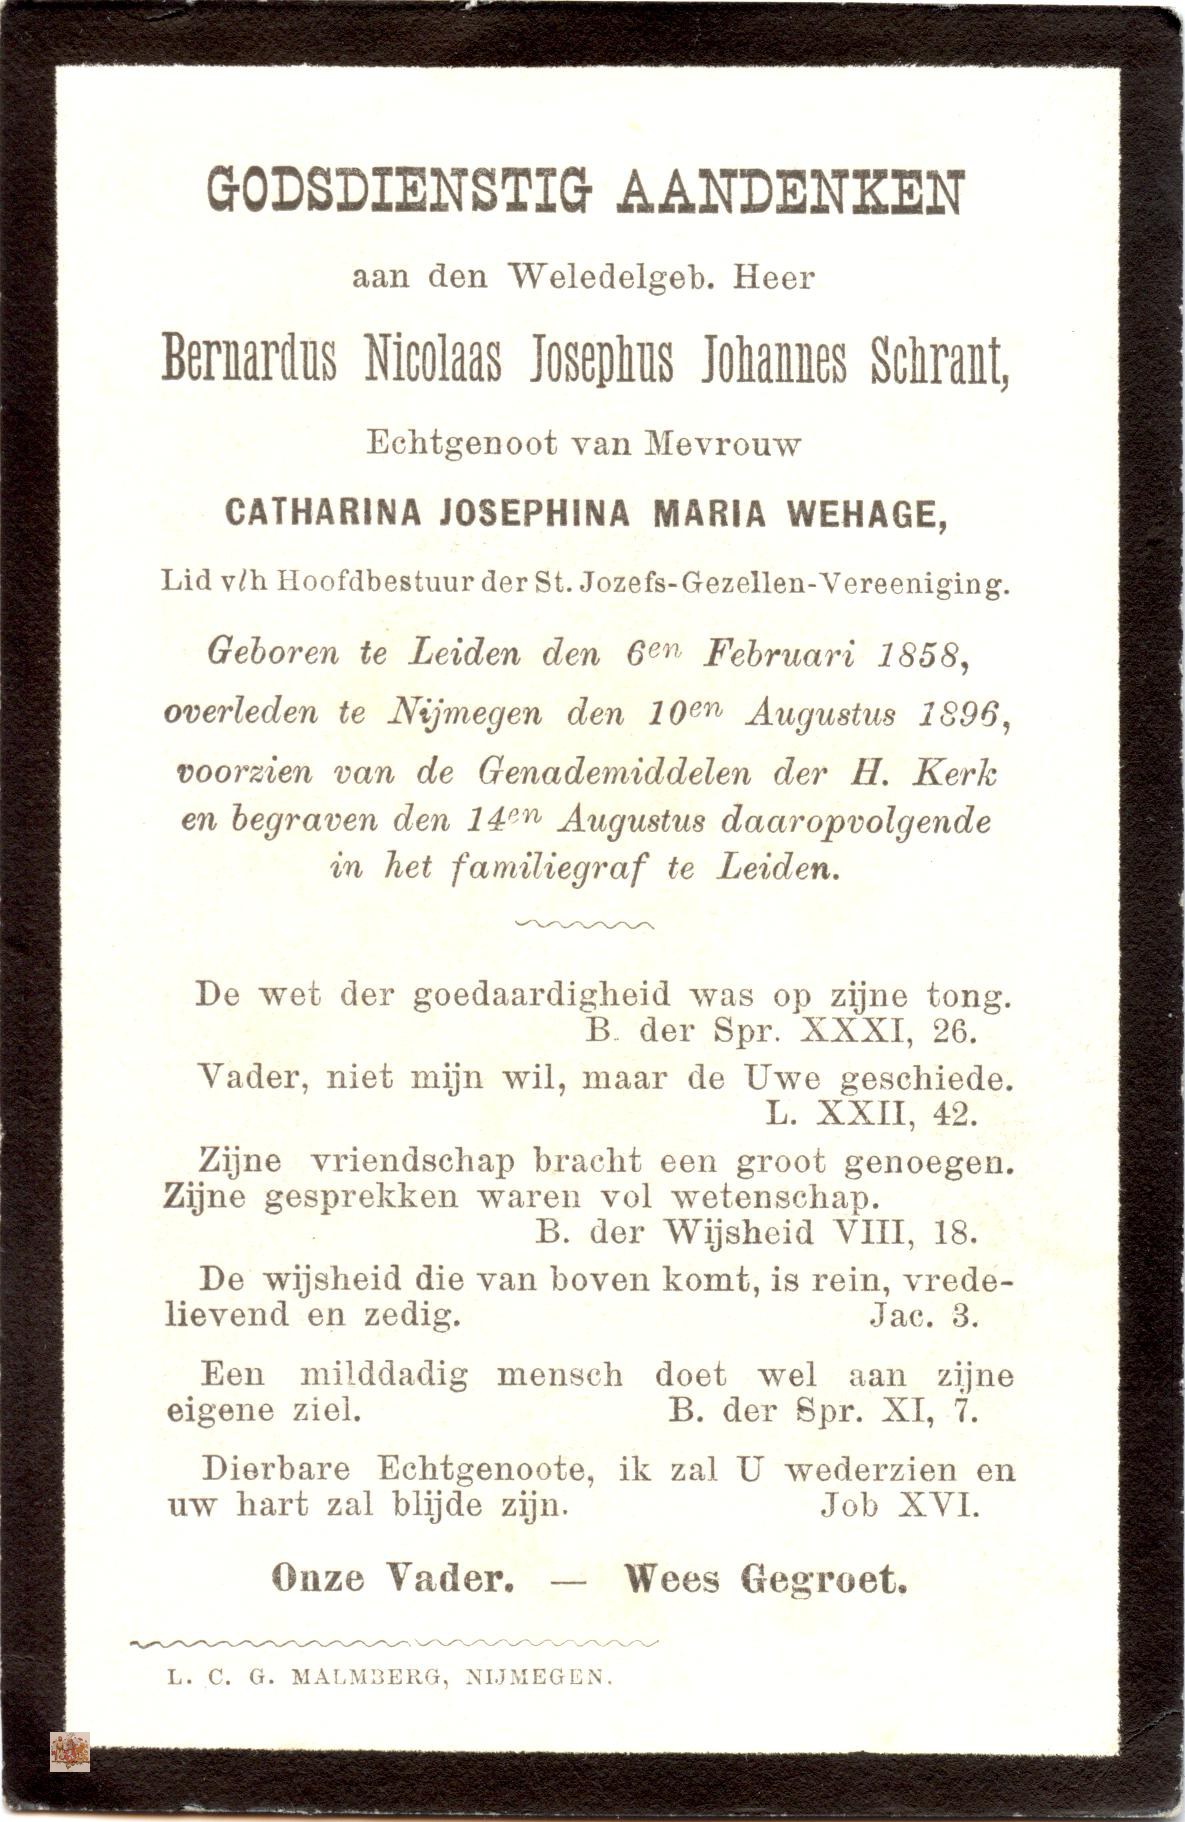 GODSDIENSTIG AANDENKEN
aan den Weledelgeb. Heer
Bernardus Nicolaas Josephus Johannes Schrant,
Echtgenoot van Mevrouw
CATHARINA JOSEPHINA MARIA WEHAGE,
Lid v/h Hoofdbestuur der St. Jozefs-Gezellen-Vereeniging.
Geboren te Leiden den 6en Februari 1858,
overleden te Nijmegen den 10en Augustus 1896,
voorzien van de Genademiddelen der H. Kerk
en begraven den 14en Augustus daaropvolgende
in het familiegraf te Leiden.
De wet der goedaardigheid was op zijne tong.
B. der Spr. XXXI, 26.
Vader, niet mijn wil, maar de Uwe geschiede.
L. XXII, 42.
Zijne vriendschap bracht een groot genoegen.
Zijne gesprekken waren vol wetenschap.
B. der Wijsheid VIII, 18.
De wijsheid die van boven komt, is rein, vrede-
lievend en zedig. Jac. 3.
Een milddadig mensch doet wel aan zijne
eigene ziel. B. der Spr. XI, 7.
Dierbare Echtgenoote, ik zal U wederzien en
uw hart zal blijde zijn. Job XVI.
Onze Vader. — Wees Gegroet.
L. C. G. MALMBERG, NIJMEGEN.